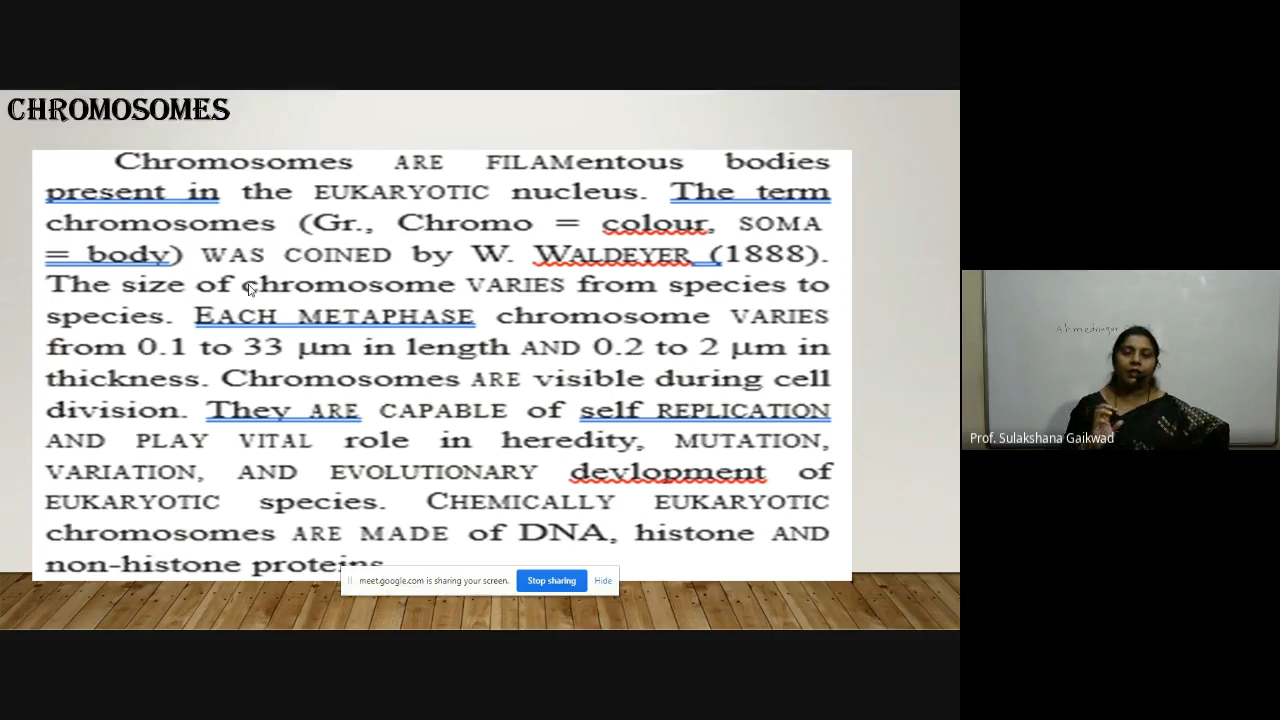 CHROMOSOMES
Chromosomes ARE FILAMentous bodies
present in the EUKARYOTIC nucleus. The term
chromosomes (Gr., Chromo = colour, SOMA
= body) WAS COINED by W. WALDEYER (1888).
The size of chromosome VARIES from species to
species. EACH METAPHASE chromosome VARIES
from 0.1 to 33 μm in length AND 0.2 to 2 μm in
thickness. Chromosomes ARE visible during cell
division. They ARE CAPABLE of self REPLICATION
AND PLAY VITAL role in heredity, MUTATION,
VARIATION, AND EVOLUTIONARY devlopment of
EUKARYOTIC species. CHEMICALLY EUKARYOTIC
chromosomes ARE MADE of DNA, histone AND
non-histone proteins
meet.google.com is sharing your screen. Stop sharing Hide
Ahmednagar
Prof. Sulakshana Gaikwad